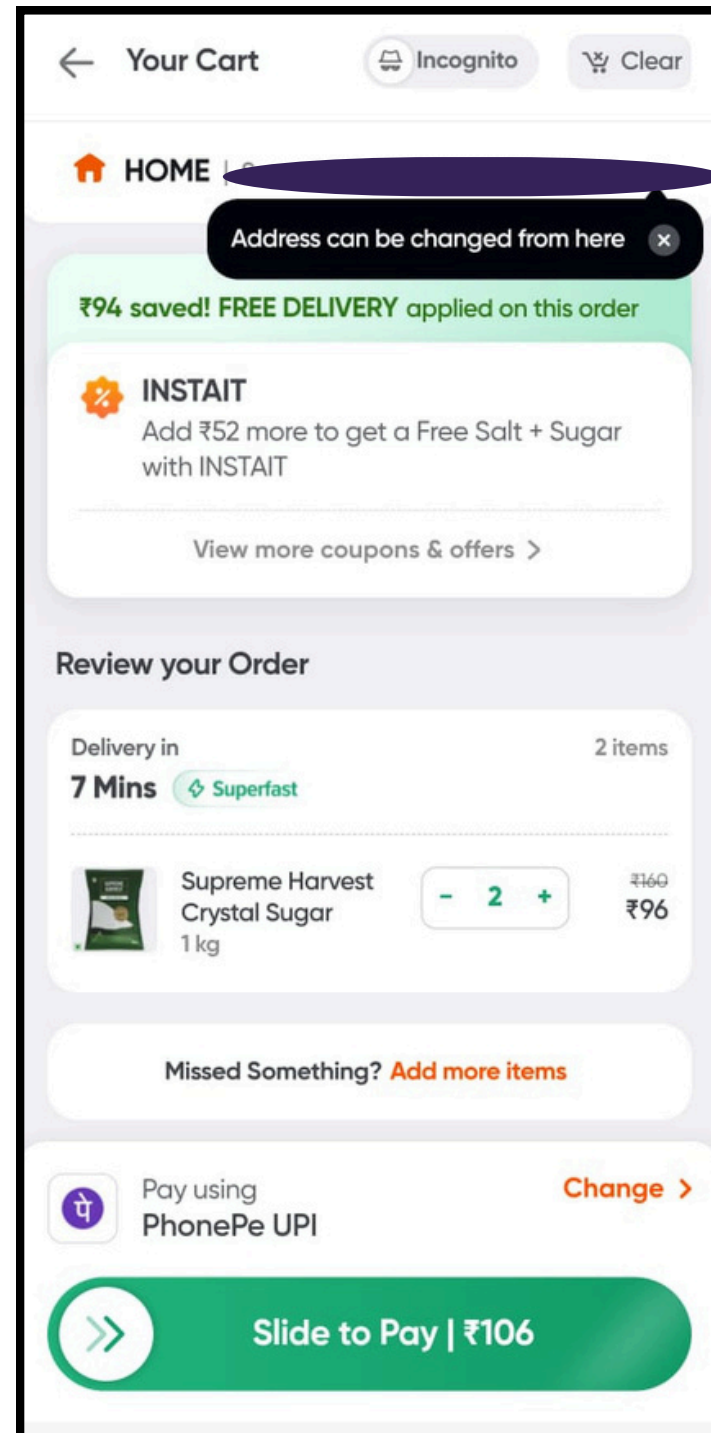 Your Cart
Incognito
Clear
HOME |
Address can be changed from here
₹94 saved! FREE DELIVERY applied on this order
INSTAIT
Add ₹52 more to get a Free Salt + Sugar
with INSTAIT
View more coupons & offers >
Review your Order
Delivery in
2 items
7 Mins
Superfast
Supreme Harvest
Crystal Sugar
1 kg
- 2 +
₹160
₹96
Missed Something? Add more items
पे
Pay using
PhonePe UPI
Change >
Slide to Pay | ₹106